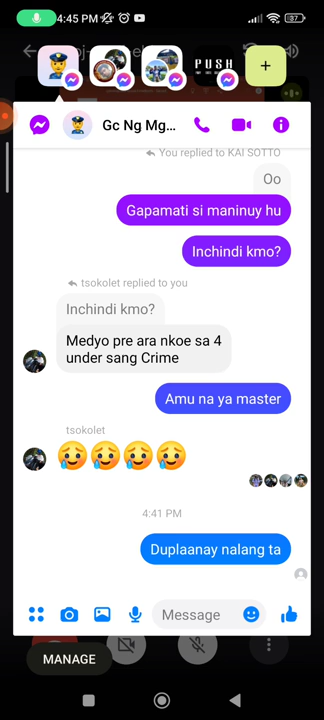 4:45 PM
37
PUSH
Gc Ng Mg...
You replied to KAI SOTTO
Oo
Gapamati si maninuy hu
Inchindi kmo?
tsokolet replied to you
Inchindi kmo?
Medyo pre ara nkoe sa 4
under sang Crime
Amu na ya master
tsokolet
4:41 PM
Duplaanay nalang ta
Message
MANAGE